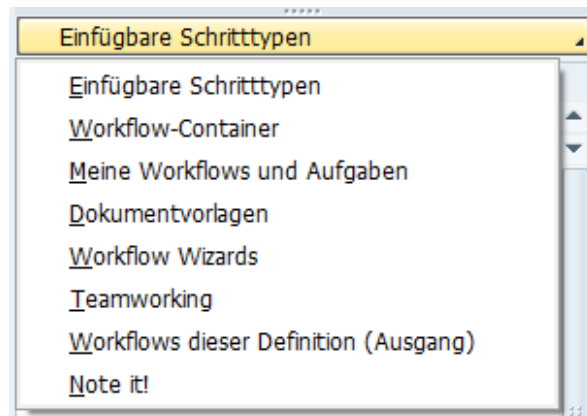 Einfügbare Schritttypen
Einfügbare Schritttypen
Workflow-Container
Meine Workflows und Aufgaben
Dokumentvorlagen
Workflow Wizards
Teamworking
Workflows dieser Definition (Ausgang)
Note it!